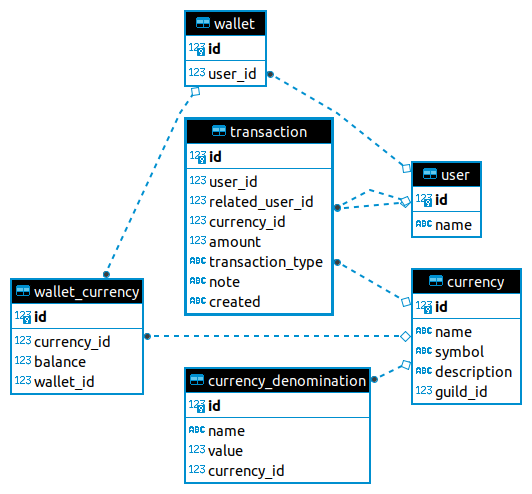 wallet
123 id
123 user_id
transaction
123 id
123 user_id
123 related_user_id
123 currency_id
123 amount
ABC transaction_type
ABC note
ABC created
user
123 id
ABC name
wallet_currency
123 id
123 currency_id
123 balance
123 wallet_id
currency
123 id
ABC name
ABC symbol
ABC description
123 guild_id
currency_denomination
123 id
ABC name
123 value
123 currency_id